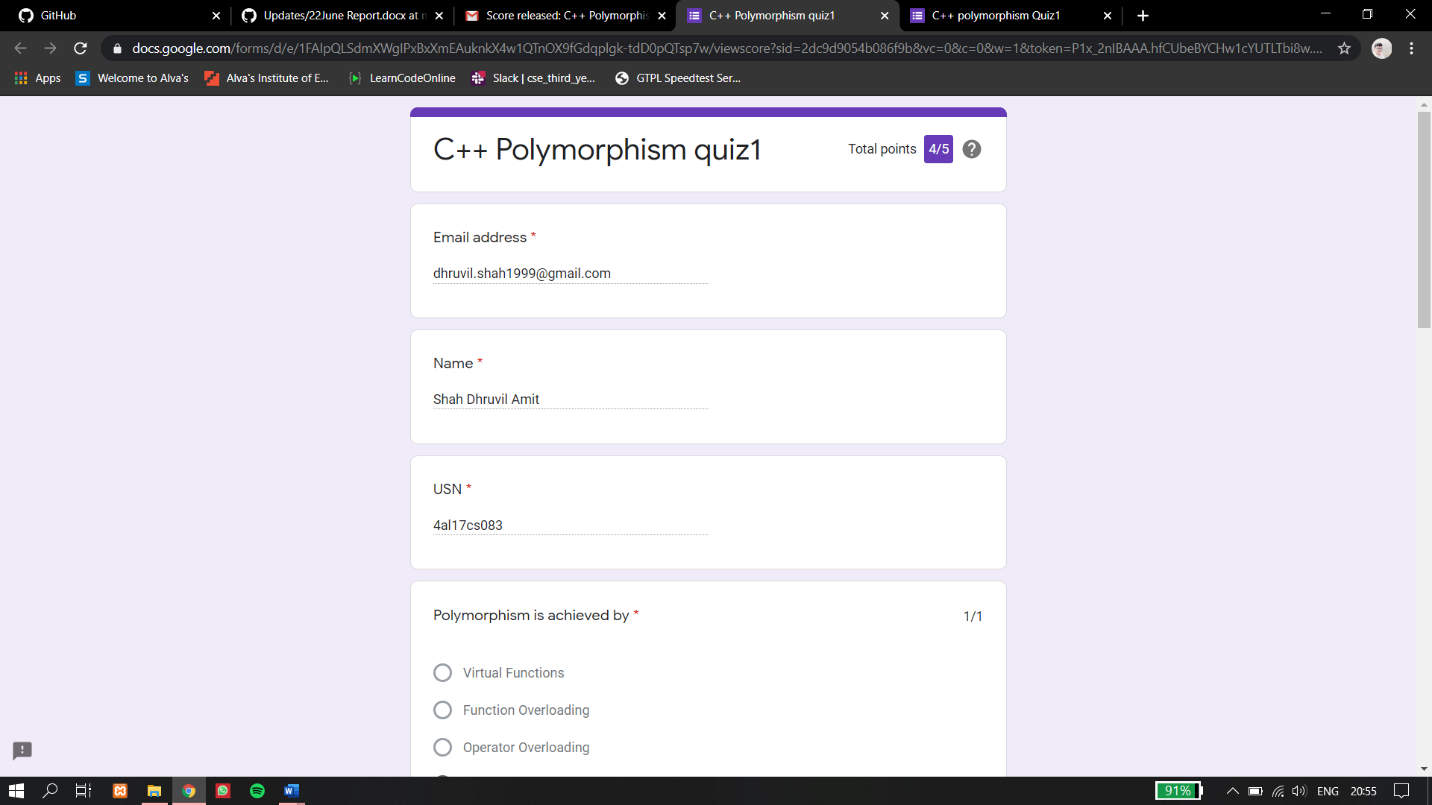 GitHub
Updates/22June Report.docx at n
Score released: C++ Polymorphis
C++ Polymorphism quiz1
C++ polymorphism Quiz1
docs.google.com/forms/d/e/1FAIpQLSdmXWgIPxBxXmEAuknkX4w1QTnOX9fGdqplgk-tdD0pQTsp7w/viewscore?sid=2dc9d9054b086f9b&vc=0&c=0&w=1&token=P1x_2nIBAAA.hfCUbeBYCHw1cYUTLTbi8w....
Apps
Welcome to Alva's
Alva's Institute of E...
LearnCodeOnline
Slack | cse_third_ye...
GTPL Speedtest Ser...
C++ Polymorphism quiz1
Total points 4/5
Email address *
dhruvil.shah1999@gmail.com
Name *
Shah Dhruvil Amit
USN *
4al17cs083
Polymorphism is achieved by *
1/1
Virtual Functions
Function Overloading
Operator Overloading
91%
ENG
20:55